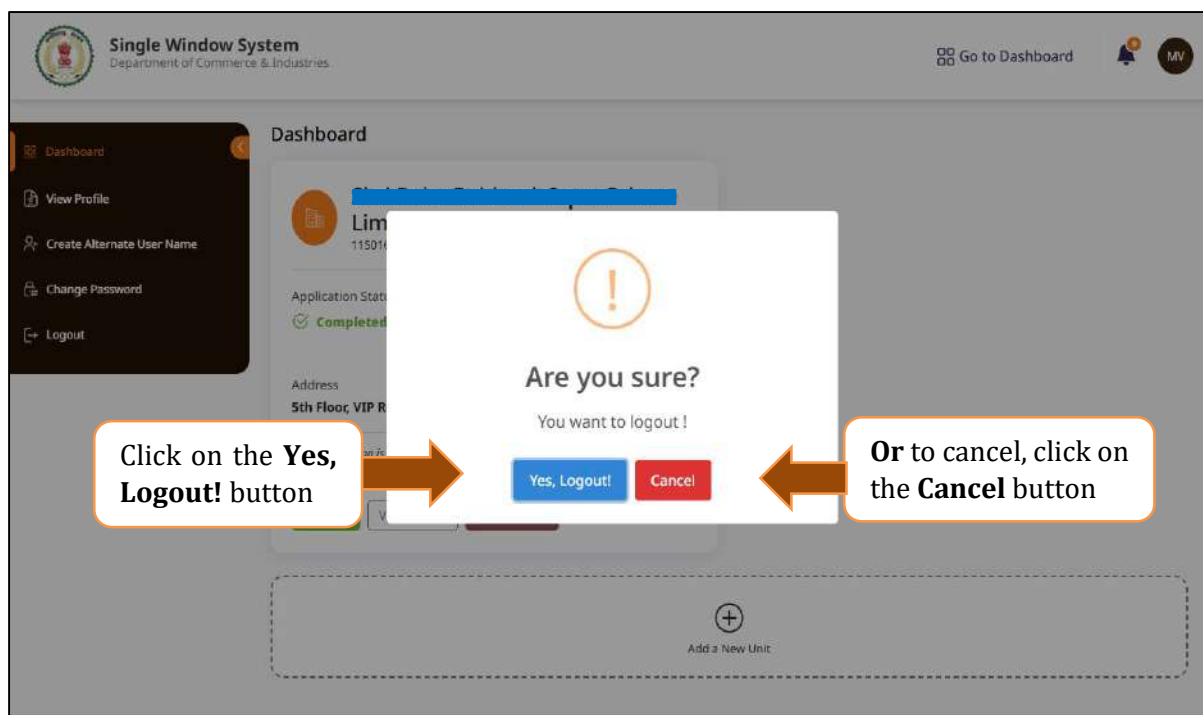 Single Window System
Department of Commerce & Industries
Go to Dashboard
MV
Dashboard
View Profile
Create Alternate User Name
Change Password
Logout
Dashboard
Lim
11501
Application Stat
Completed
Address
5th Floor, VIP R
Are you sure?
You want to logout !
Yes, Logout!
Cancel
Click on the Yes,
Logout! button
Or to cancel, click on
the Cancel button
V
Add a New Unit